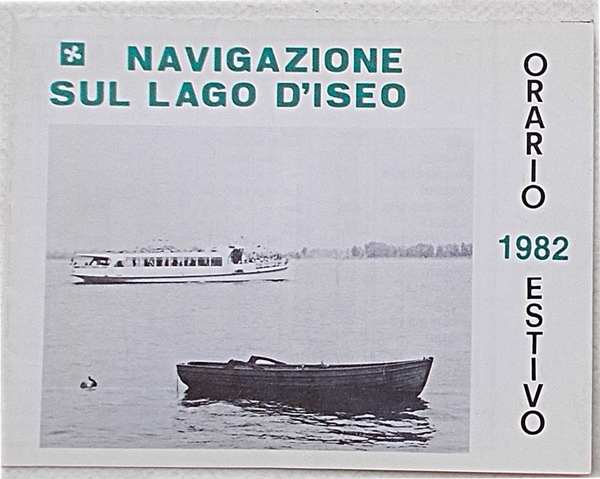 NAVIGAZIONE
SUL LAGO D'ISEO
ORARIO
1982
ESTIVO